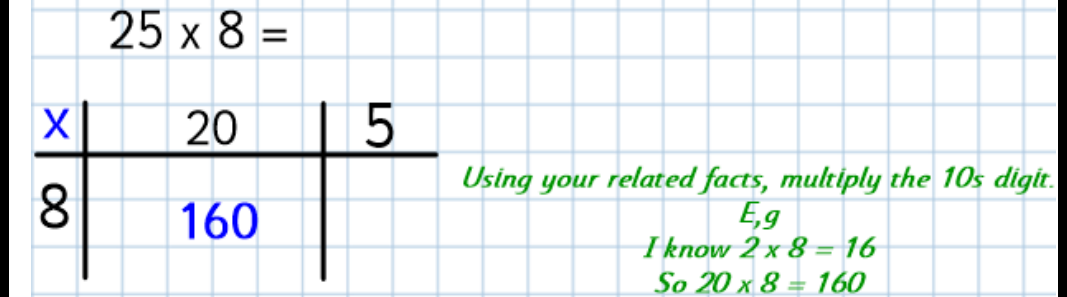 25 x 8 =
x 20 5
8 160
Using your related facts, multiply the 10s digit.
E,g
I know 2 x 8 = 16
So 20 x 8 = 160